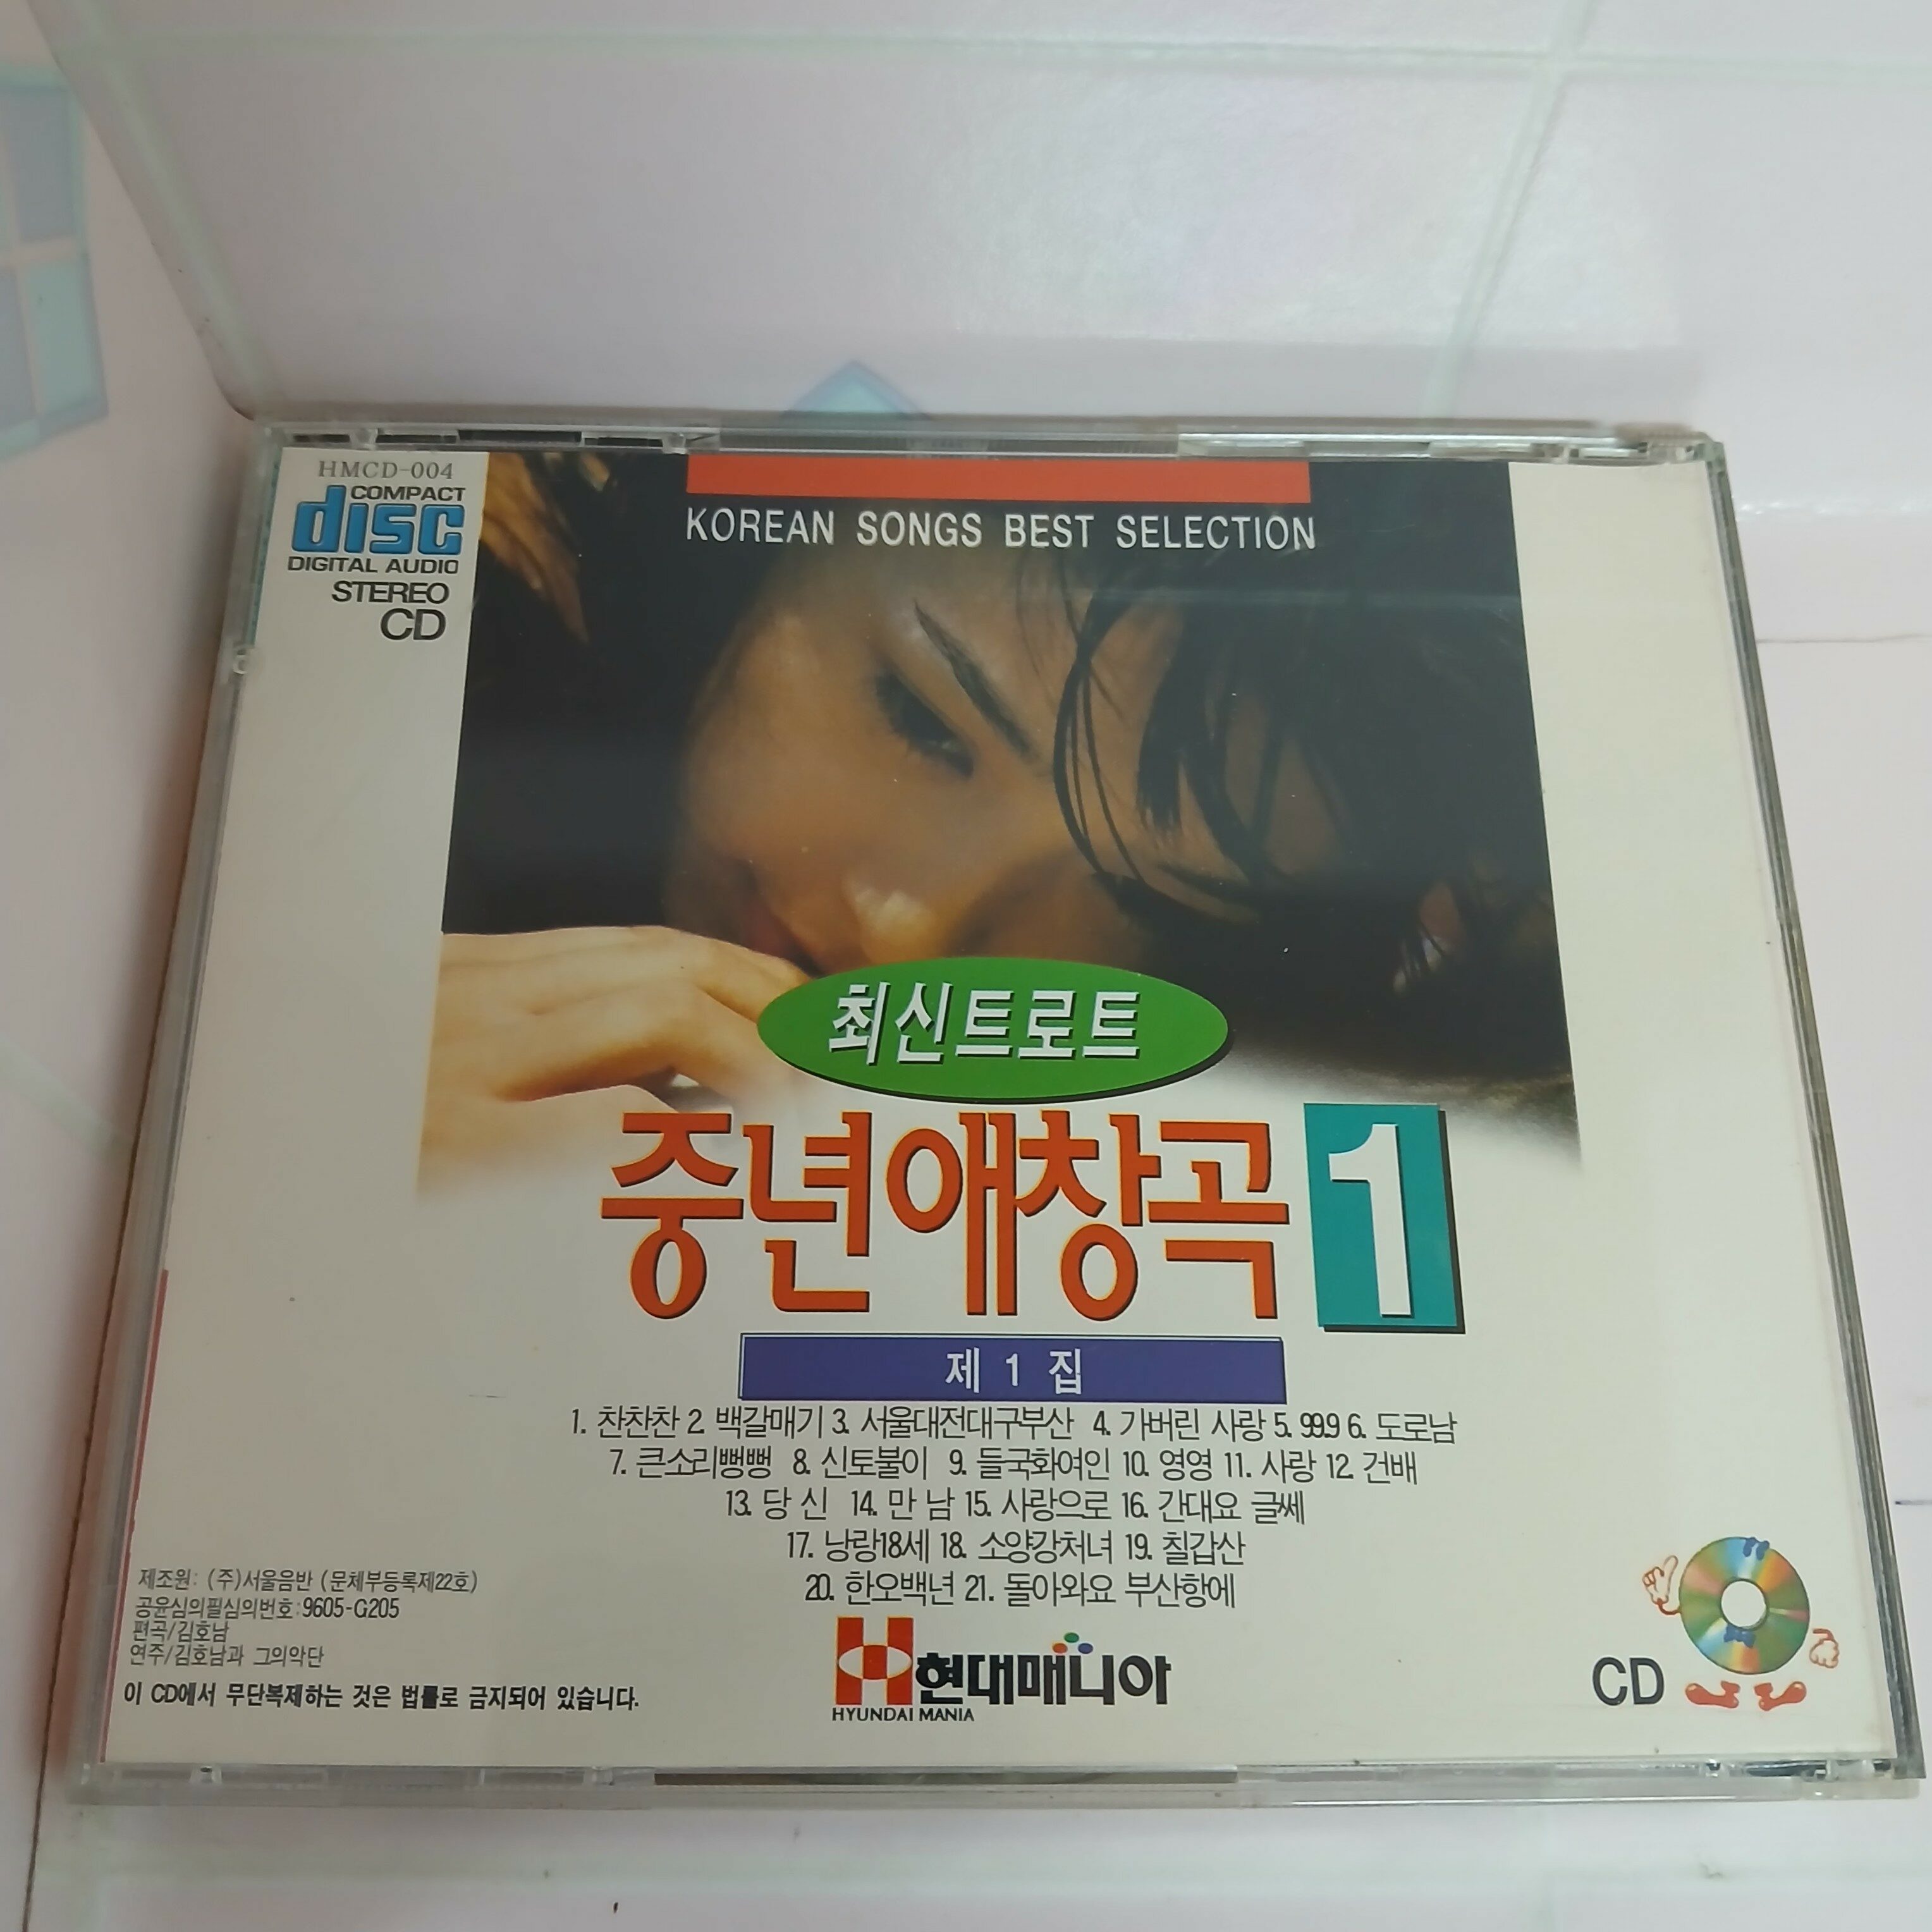 HMCD-004
COMPACT
disc
DIGITAL AUDIO
STEREO
CD
KOREAN SONGS BEST SELECTION
최신트로트
중년애창곡 1
제 1 집
1. 찬찬찬 2. 백갈매기 3. 서울대전대구부산 4. 가버린 사랑 5. 99.9 6. 도로남
7. 큰소리뻥뻥 8. 신토불이 9. 들국화여인 10. 영영 11. 사랑 12. 건배
13. 당 신 14. 만 남 15. 사랑으로 16. 간대요 글쎄
17. 낭랑18세 18. 소양강처녀 19. 칠갑산
20. 한오백년 21. 돌아와요 부산항에
제조원: (주)서울음반 (문체부등록제22호)
공윤심의필심의번호:9605-G205
편곡/김호남
연주/김호남과 그의악단
이 CD에서 무단복제하는 것은 법률로 금지되어 있습니다.
현대매니아
HYUNDAI MANIA
CD